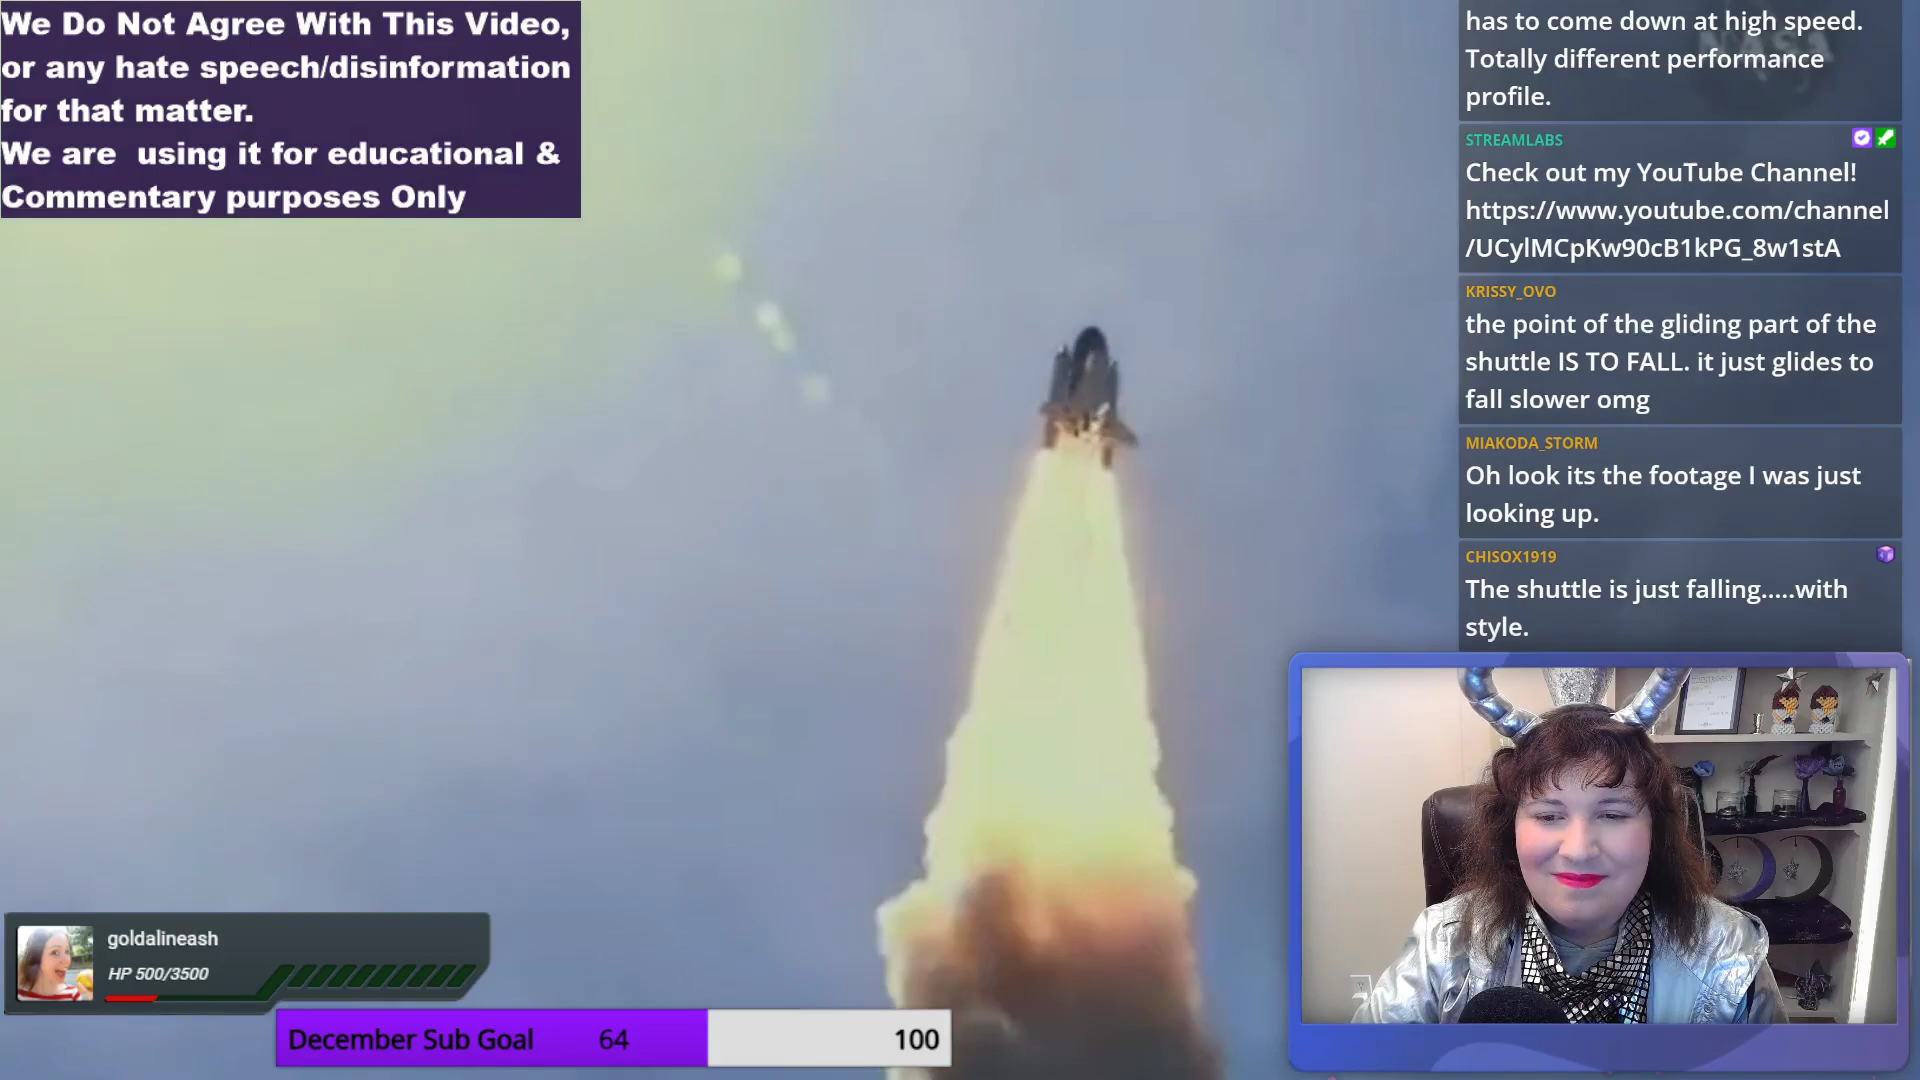 We Do Not Agree With This Video,
or any hate speech/disinformation
for that matter.
We are using it for educational &
Commentary purposes Only
has to come down at high speed.
Totally different performance
profile.
STREAMLABS
Check out my YouTube Channel!
https://www.youtube.com/channel
/UCylMCpKw90cB1kPG_8w1stA
KRISSY_OVO
the point of the gliding part of the
shuttle IS TO FALL. it just glides to
fall slower omg
MIAKODA_STORM
Oh look its the footage I was just
looking up.
CHISOX1919
The shuttle is just falling.....with
style.
goldalineash
HP 500/3500
December Sub Goal 64 100